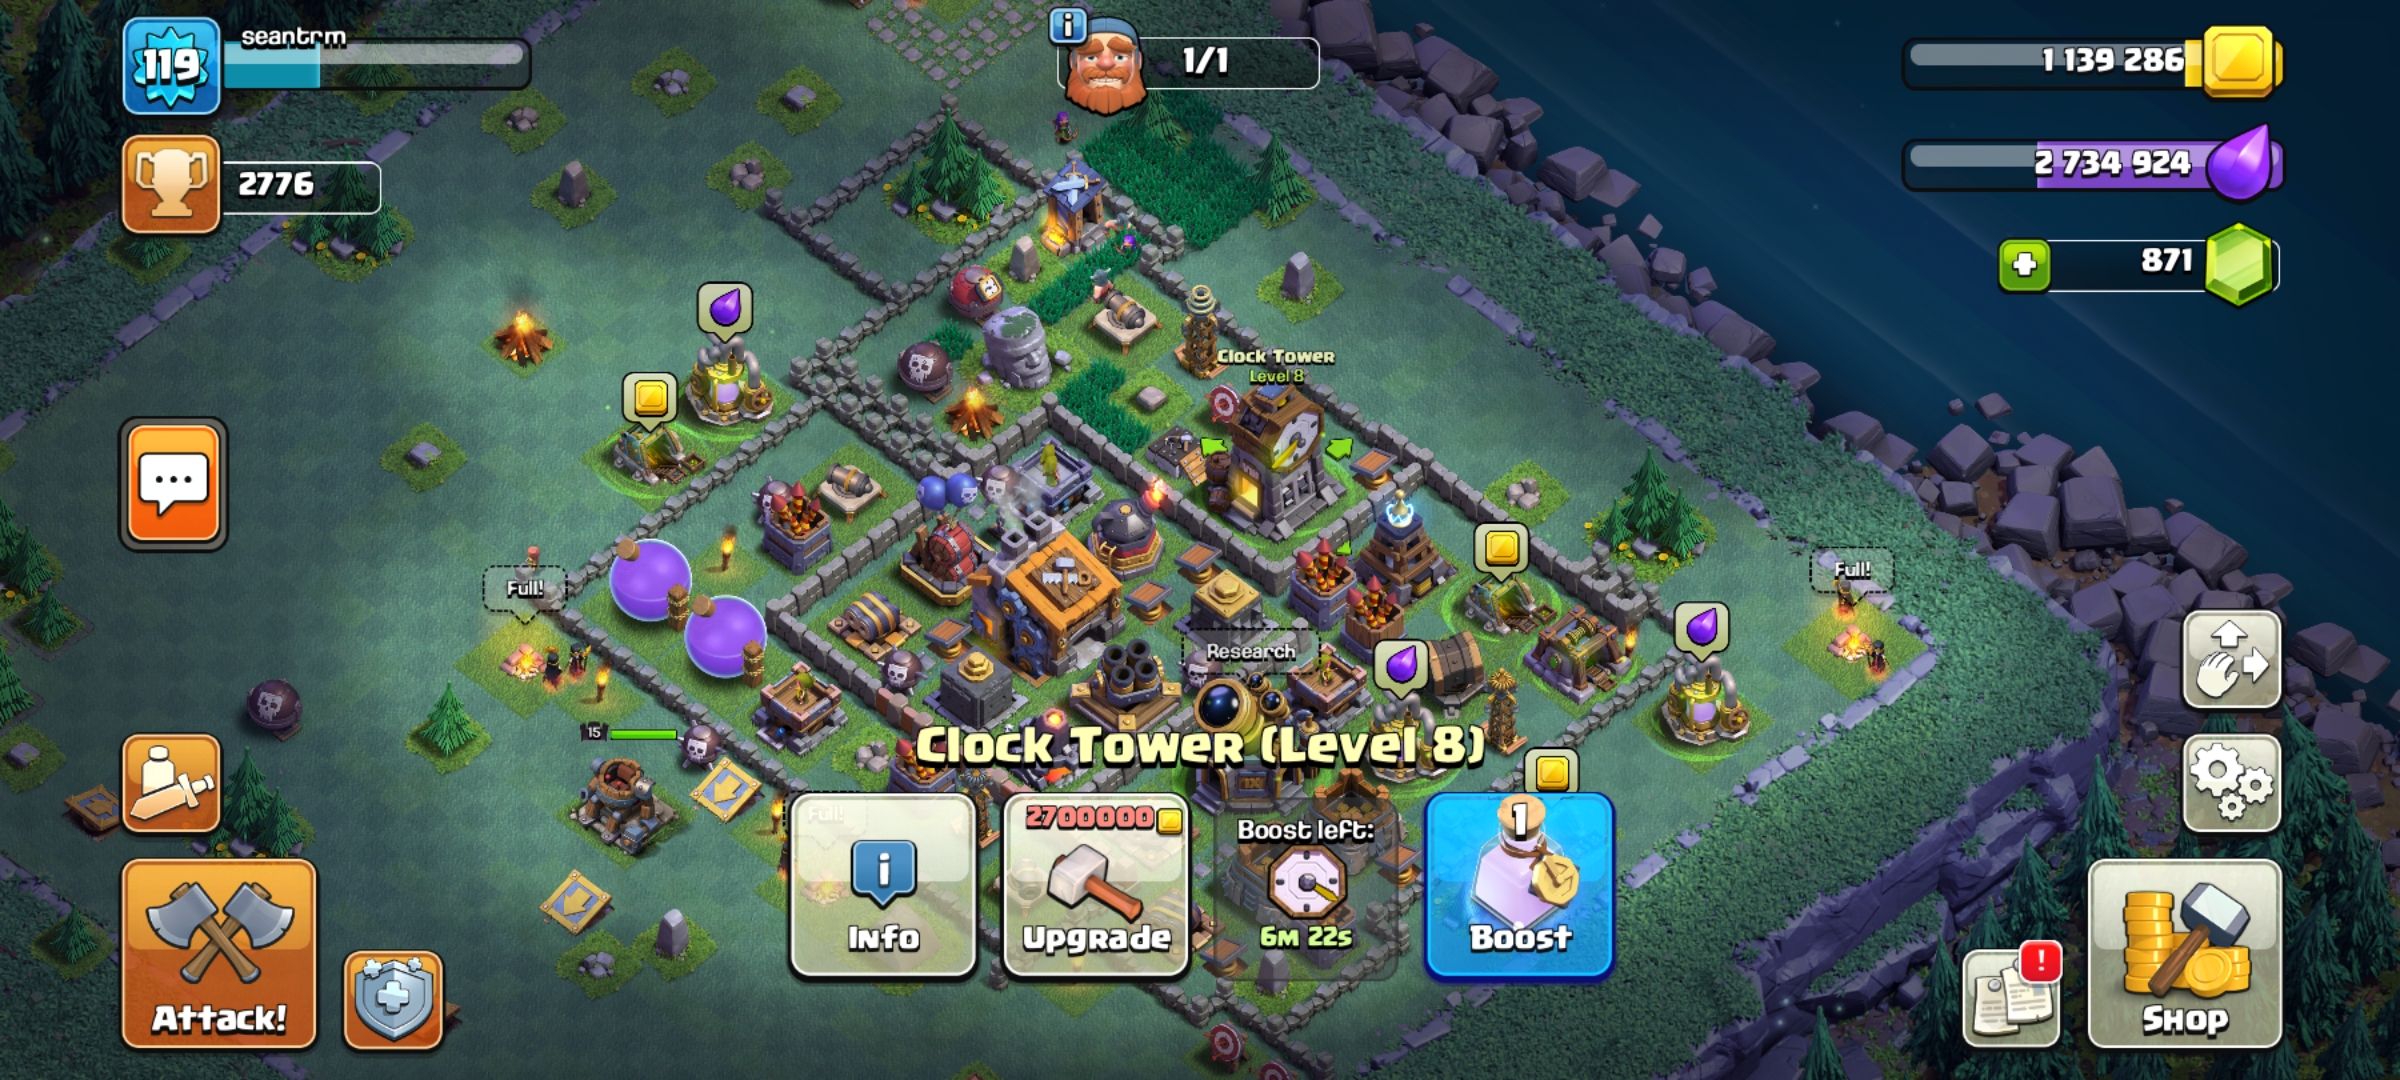 119
seantrm
1/1
1 139 286
2776
2 734 924
871
Clock Tower
Level 8
Full!
Full!
Research
15
Clock Tower (Level 8)
Full!
2700000
Boost left:
1
Info
Upgrade
6m 22s
Boost
Attack!
!
Shop